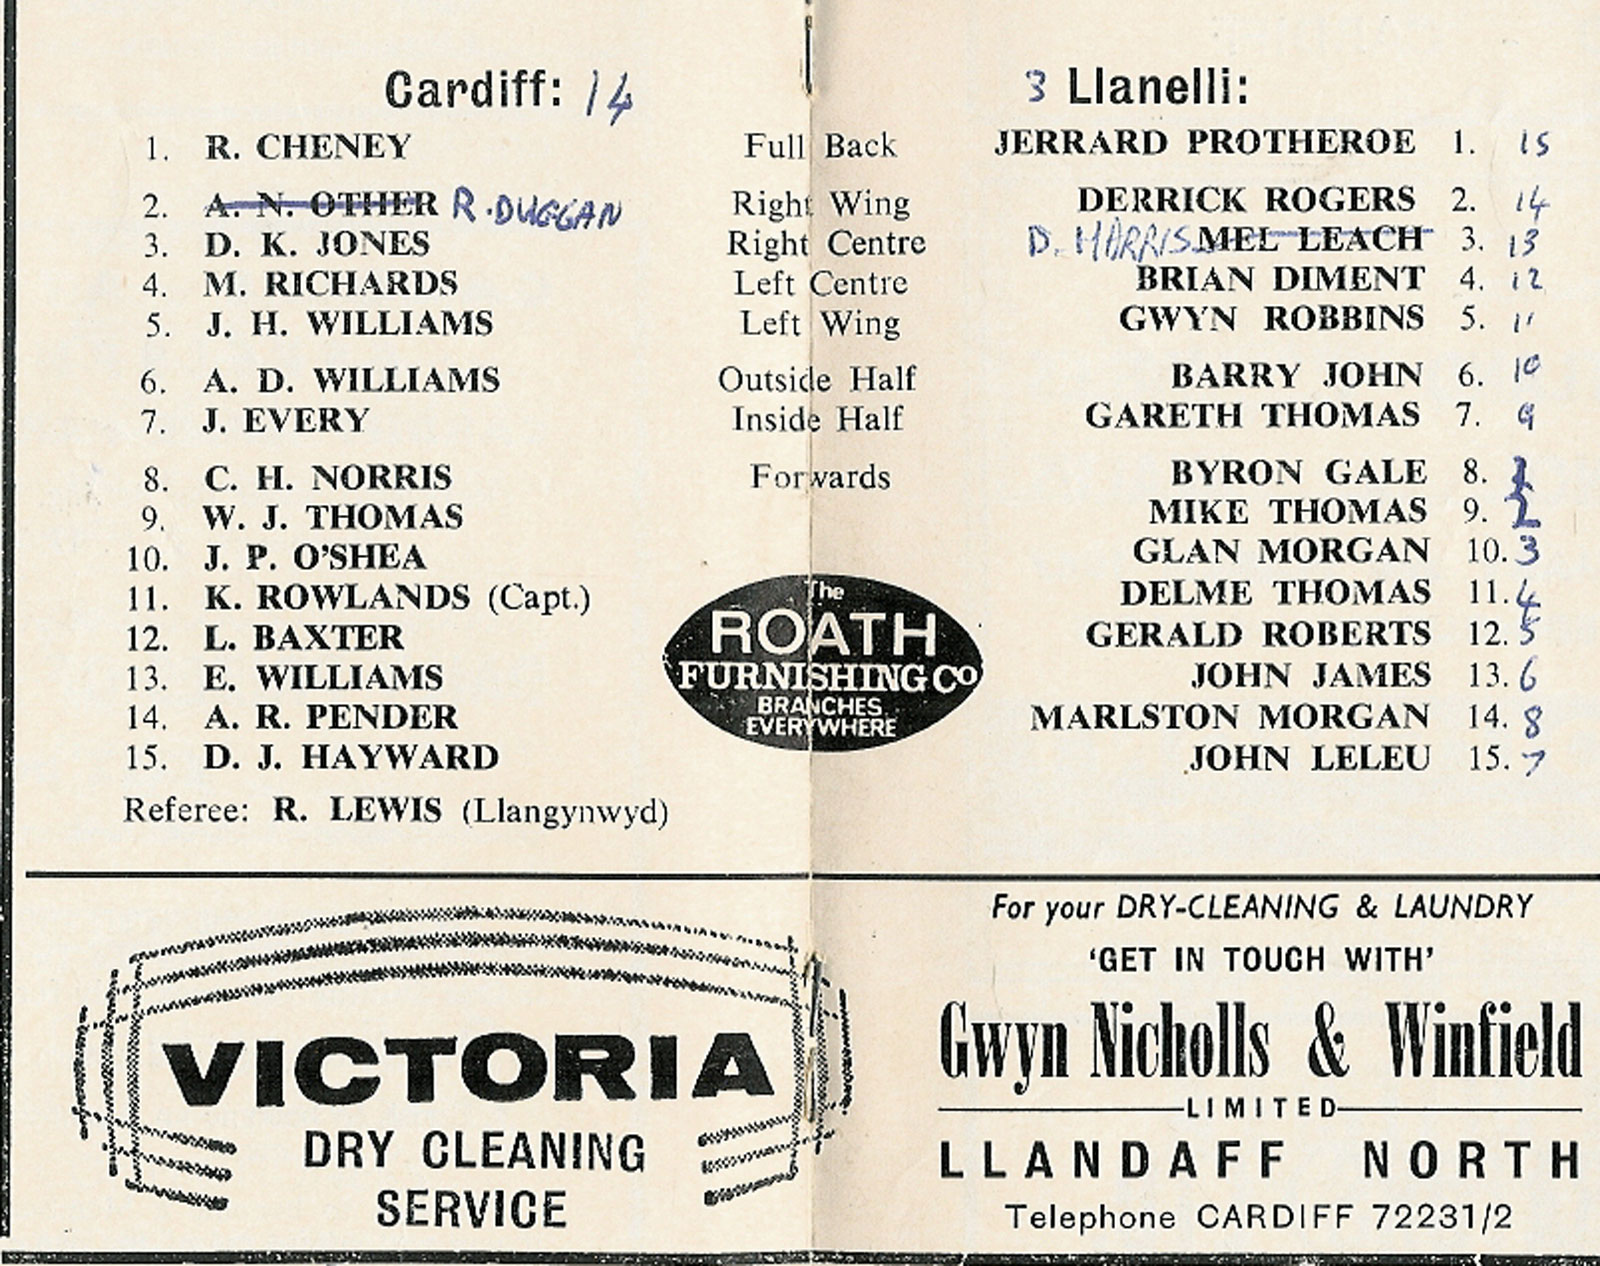 Cardiff: 14
3 Llanelli:
1. R. CHENEY Full Back JERRARD PROTHEROE 1. 15
2. A. N. OTHER R. DUGGAN Right Wing DERRICK ROGERS 2. 14
3. D. K. JONES Right Centre D. HARRIS MEL LEACH 3. 13
4. M. RICHARDS Left Centre BRIAN DIMENT 4. 12
5. J. H. WILLIAMS Left Wing GWYN ROBBINS 5. 11
6. A. D. WILLIAMS Outside Half BARRY JOHN 6. 10
7. J. EVERY Inside Half GARETH THOMAS 7. 9
8. C. H. NORRIS Forwards BYRON GALE 8. 1
9. W. J. THOMAS MIKE THOMAS 9. 2
10. J. P. O'SHEA GLAN MORGAN 10. 3
11. K. ROWLANDS (Capt.) DELME THOMAS 11. 4
12. L. BAXTER GERALD ROBERTS 12. 5
13. E. WILLIAMS JOHN JAMES 13. 6
14. A. R. PENDER MARLSTON MORGAN 14. 8
15. D. J. HAYWARD JOHN LELEU 15. 7
The
ROATH
FURNISHING Co
BRANCHES
EVERYWHERE
Referee: R. LEWIS (Llangynwyd)
VICTORIA
DRY CLEANING
SERVICE
For your DRY-CLEANING & LAUNDRY
'GET IN TOUCH WITH'
Gwyn Nicholls & Winfield
LIMITED
LLANDAFF NORTH
Telephone CARDIFF 72231/2